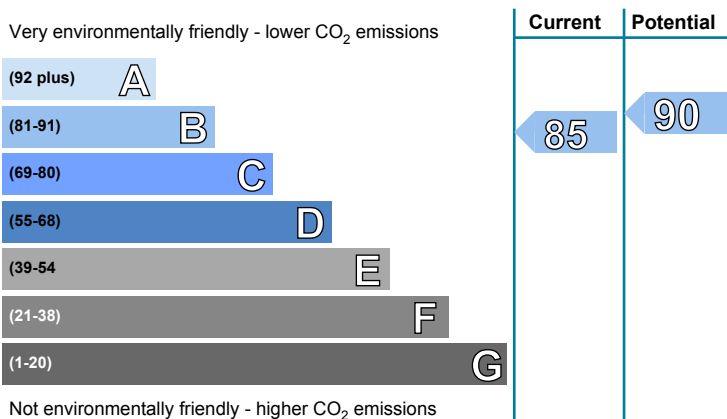 Very environmentally friendly - lower CO₂ emissions
Current Potential
(92 plus) A
(81-91) B
(69-80) C
(55-68) D
(39-54 E
(21-38) F
(1-20) G
85 90
Not environmentally friendly - higher CO₂ emissions